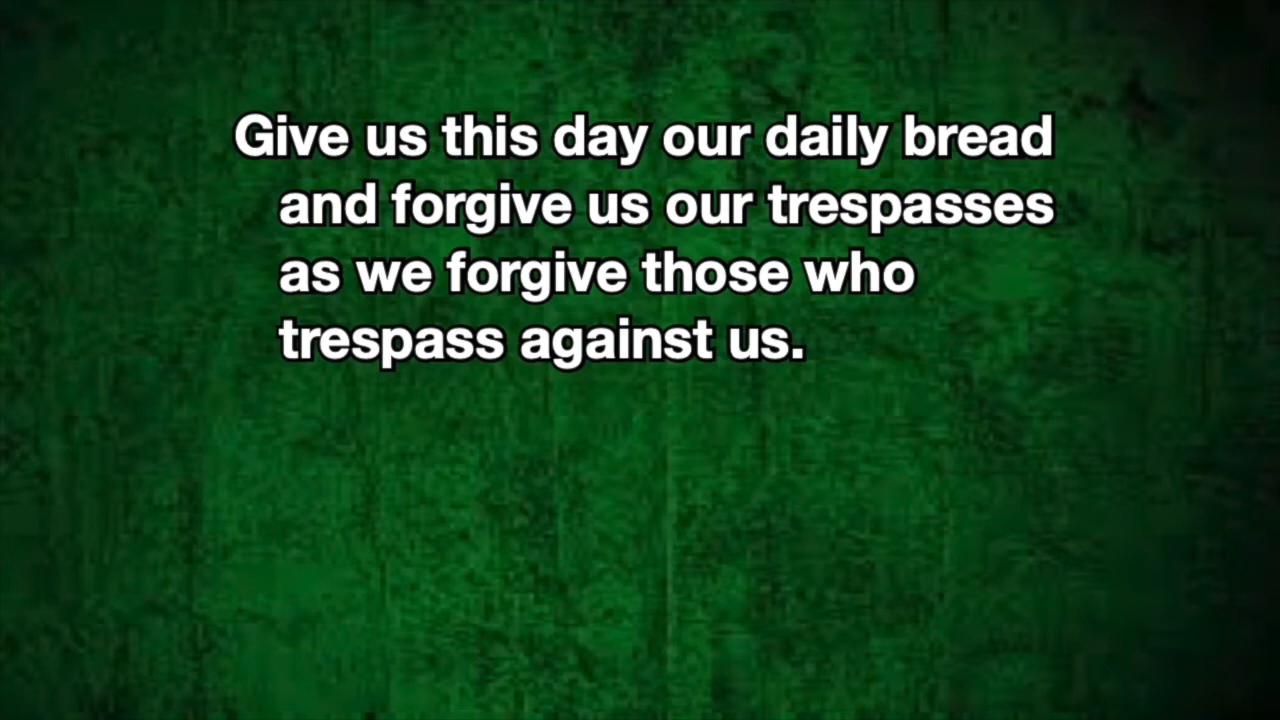 Give us this day our daily bread
and forgive us our trespasses
as we forgive those who
trespass against us.